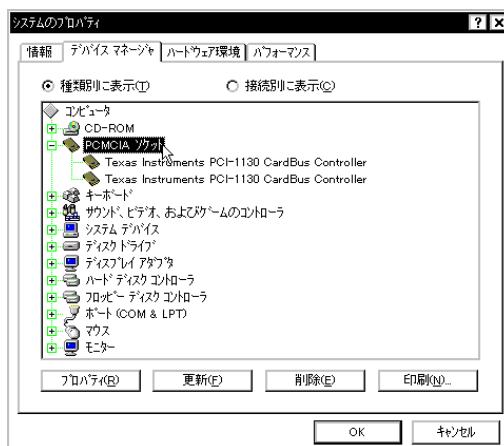 システムのプロパティ
情報 デバイス マネージャ ハードウェア環境 パフォーマンス
種類別に表示(T) 接続別に表示(C)
コンピュータ
CD-ROM
PCMCIA ソケット
Texas Instruments PCI-1130 CardBus Controller
Texas Instruments PCI-1130 CardBus Controller
キーボード
サウンド、ビデオ、およびゲームのコントローラ
システム デバイス
ディスク ドライブ
ディスプレイ アダプタ
ハード ディスク コントローラ
フロッピー ディスク コントローラ
ポート (COM & LPT)
マウス
モニター
プロパティ(R) 更新(F) 削除(E) 印刷(N)...
OK キャンセル